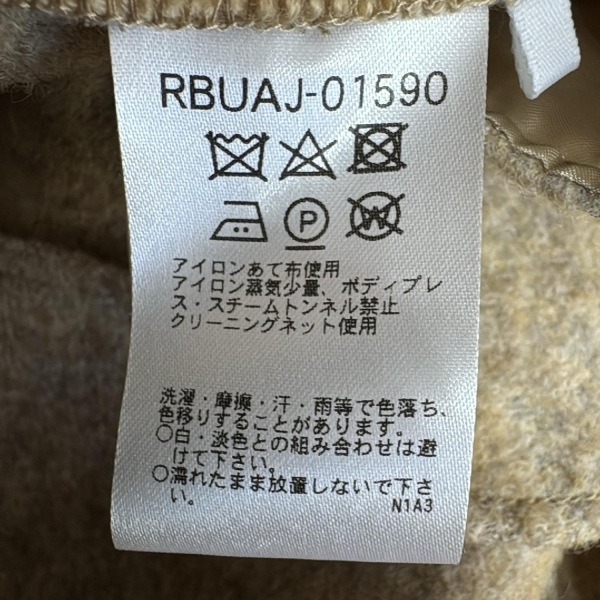 RBUAJ-01590
P W
アイロンあて布使用
アイロン蒸気少量、ボディプレ
ス・スチームトンネル禁止
クリーニングネット使用
洗濯・摩擦・汗・雨等で色落ち、
色移りすることがあります。
○白・淡色との組み合わせは避
けて下さい。
○濡れたまま放置しないで下さ
い。
N1A3